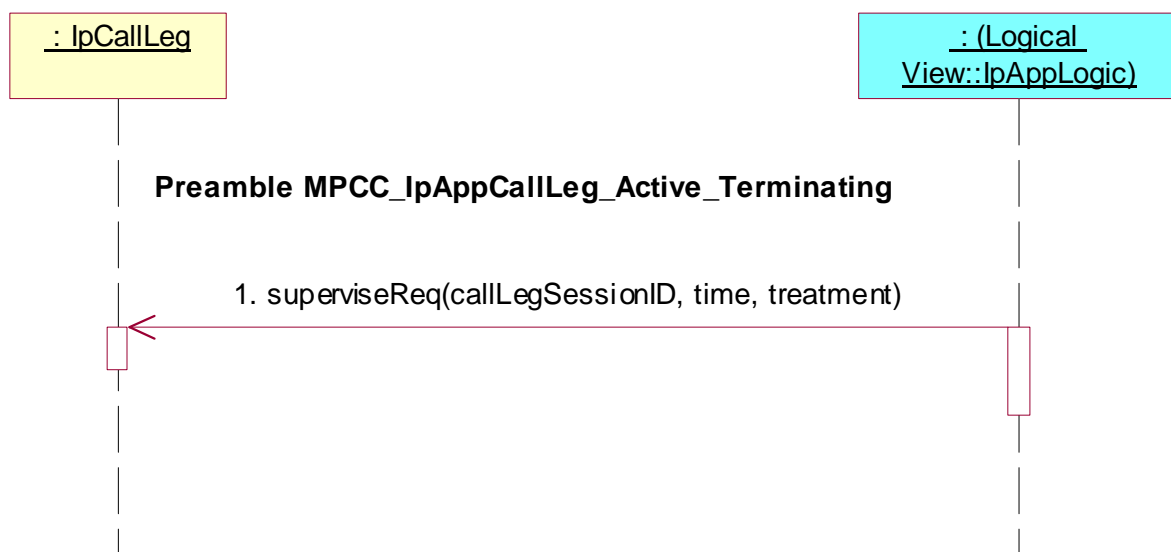 : IpCallLeg
: (Logical
View::IpAppLogic)
Preamble MPCC_IpAppCallLeg_Active_Terminating
1. superviseReq(callLegSessionID, time, treatment)